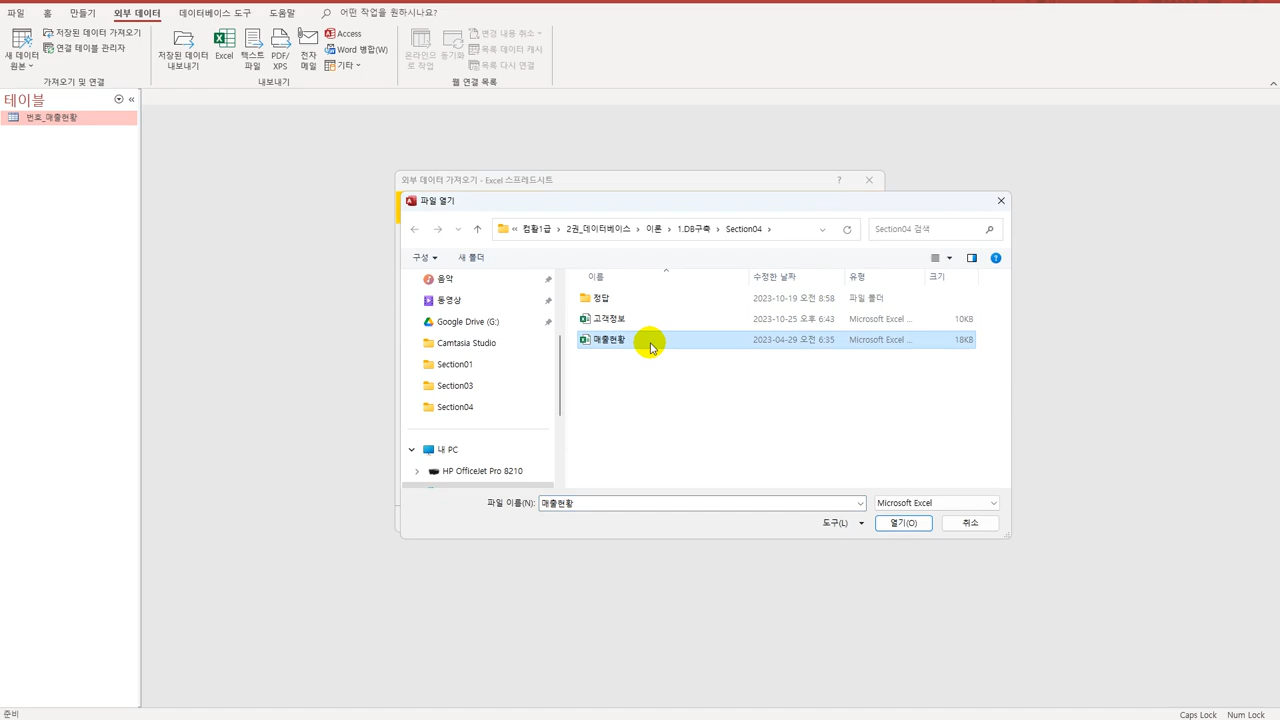 파일 홈 만들기 외부 데이터 데이터베이스 도구 도움말 어떤 작업을 원하시나요?
새 데이터 원본
저장된 데이터 가져오기
연결 테이블 관리자
가져오기 및 연결
저장된 데이터 내보내기
Excel
텍스트 파일
PDF/XPS
전자 메일
Access
Word 병합(W)
기타
내보내기
온라인으로 작업
동기화
변경 내용 취소
목록 데이터 캐시
목록 다시 연결
웹 연결 목록
테이블
번호_매출현황
외부 데이터 가져오기 - Excel 스프레드시트 ?
파일 열기
« 컴활1급 > 2권_데이터베이스 > 이론 > 1.DB구축 > Section04 >
Section04 검색
구성 새 폴더
이름 수정한 날짜 유형 크기
음악
동영상
Google Drive (G:)
Camtasia Studio
Section01
Section03
Section04
내 PC
HP OfficeJet Pro 8210
정답 2023-10-19 오전 8:58 파일 폴더
고객정보 2023-10-25 오후 6:43 Microsoft Excel ... 10KB
매출현황 2023-04-29 오전 6:35 Microsoft Excel ... 18KB
파일 이름(N): 매출현황 Microsoft Excel
도구(L) 열기(O) 취소
준비 Caps Lock Num Lock